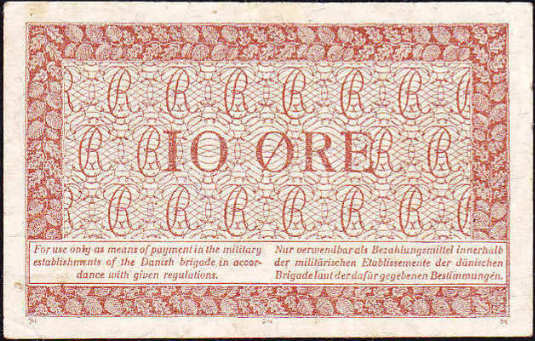 10 ØRE
For use only as means of payment in the military
establishments of the Danish brigade in accor-
dance with given regulations.
Nur verwendbar als Bezahlungsmittel innerhalb
der militärischen Etablissemente der dänischen
Brigade laut der dafür gegebenen Bestimmungen.